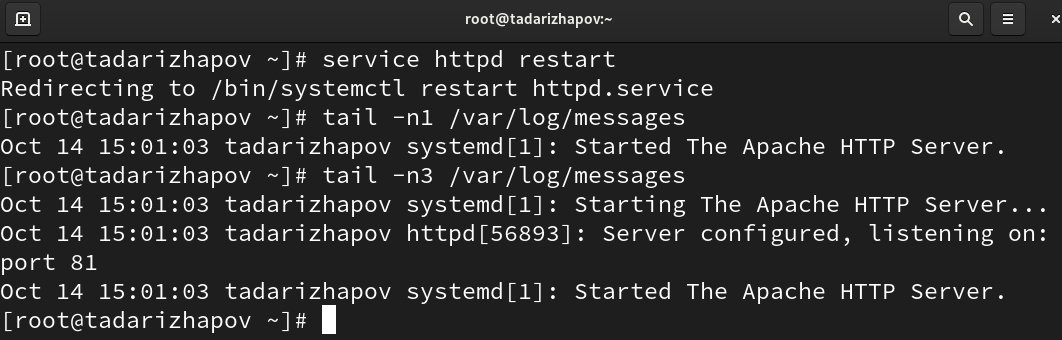 root@tadarizhapov:~
[root@tadarizhapov ~]# service httpd restart
Redirecting to /bin/systemctl restart httpd.service
[root@tadarizhapov ~]# tail -n1 /var/log/messages
Oct 14 15:01:03 tadarizhapov systemd[1]: Started The Apache HTTP Server.
[root@tadarizhapov ~]# tail -n3 /var/log/messages
Oct 14 15:01:03 tadarizhapov systemd[1]: Starting The Apache HTTP Server...
Oct 14 15:01:03 tadarizhapov httpd[56893]: Server configured, listening on:
port 81
Oct 14 15:01:03 tadarizhapov systemd[1]: Started The Apache HTTP Server.
[root@tadarizhapov ~]#